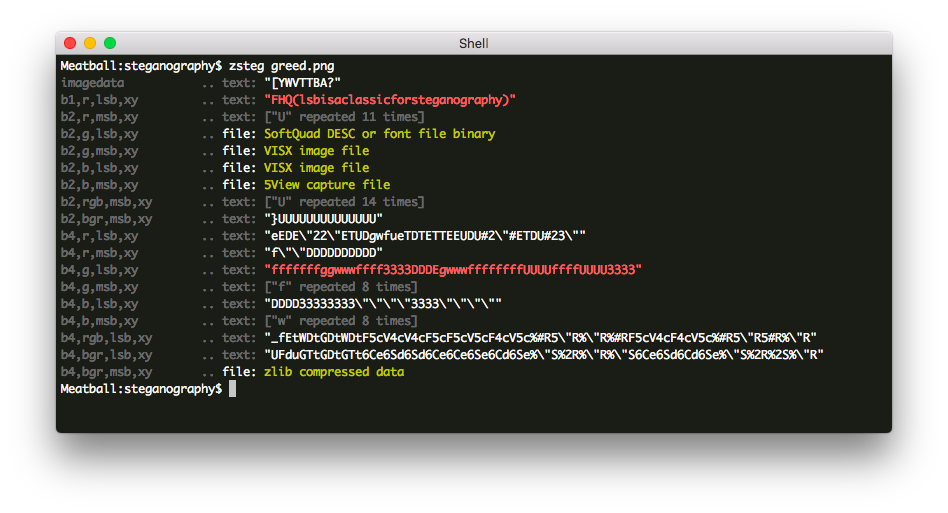 Shell
Meatball:steganography$ zsteg greed.png
imagedata .. text: "[YWVTTBA?"
b1,r,lsb,xy .. text: "FHQ(lsbisaclassicforsteganography)"
b2,r,msb,xy .. text: ["U" repeated 11 times]
b2,g,lsb,xy .. file: SoftQuad DESC or font file binary
b2,g,msb,xy .. file: VISX image file
b2,b,lsb,xy .. file: VISX image file
b2,b,msb,xy .. file: 5View capture file
b2,rgb,msb,xy .. text: ["U" repeated 14 times]
b2,bgr,msb,xy .. text: "}UUUUUUUUUUUUU"
b4,r,lsb,xy .. text: "eEDE\"22\"ETUDgwfueTDTETTEEUDU#2\"#ETDU#23\""
b4,r,msb,xy .. text: "f\"\"DDDDDDDDDD"
b4,g,lsb,xy .. text: "fffffffggwwwffff3333DDDEgwwwffffffffUUUUffffUUUU3333"
b4,g,msb,xy .. text: ["f" repeated 8 times]
b4,b,lsb,xy .. text: "DDDD33333333\"\"\"\"3333\"\"\"\""
b4,b,msb,xy .. text: ["w" repeated 8 times]
b4,rgb,lsb,xy .. text: "_fEtWDtGDtWDtF5cV4cV4cF5cF5cV5cF4cV5c%#R5\"R%\"R%#RF5cV4cF4cV5c%#R5\"R5#R%\"R"
b4,bgr,lsb,xy .. text: "UFduGTtGDtGTt6Ce6Sd6Sd6Ce6Ce6Se6Cd6Se%\"S%2R%\"R%\"S6Ce6Sd6Cd6Se%\"S%2R%2S%\"R"
b4,bgr,msb,xy .. file: zlib compressed data
Meatball:steganography$